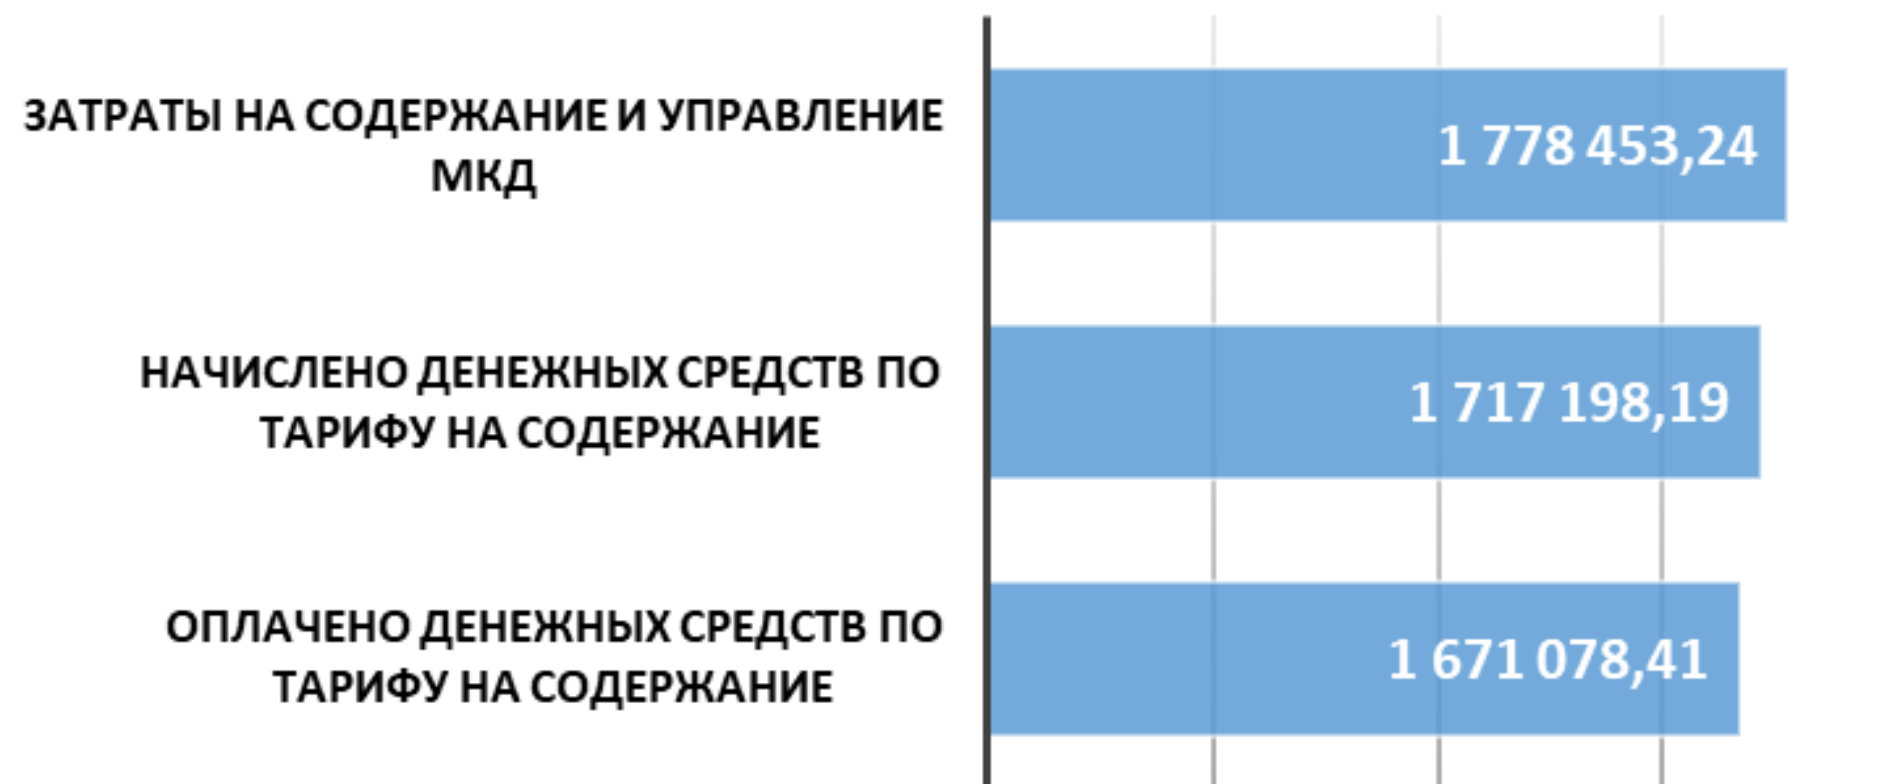 ЗАТРАТЫ НА СОДЕРЖАНИЕ И УПРАВЛЕНИЕ
МКД
1 778 453,24
НАЧИСЛЕНО ДЕНЕЖНЫХ СРЕДСТВ ПО
ТАРИФУ НА СОДЕРЖАНИЕ
1 717 198,19
ОПЛАЧЕНО ДЕНЕЖНЫХ СРЕДСТВ ПО
ТАРИФУ НА СОДЕРЖАНИЕ
1 671 078,41